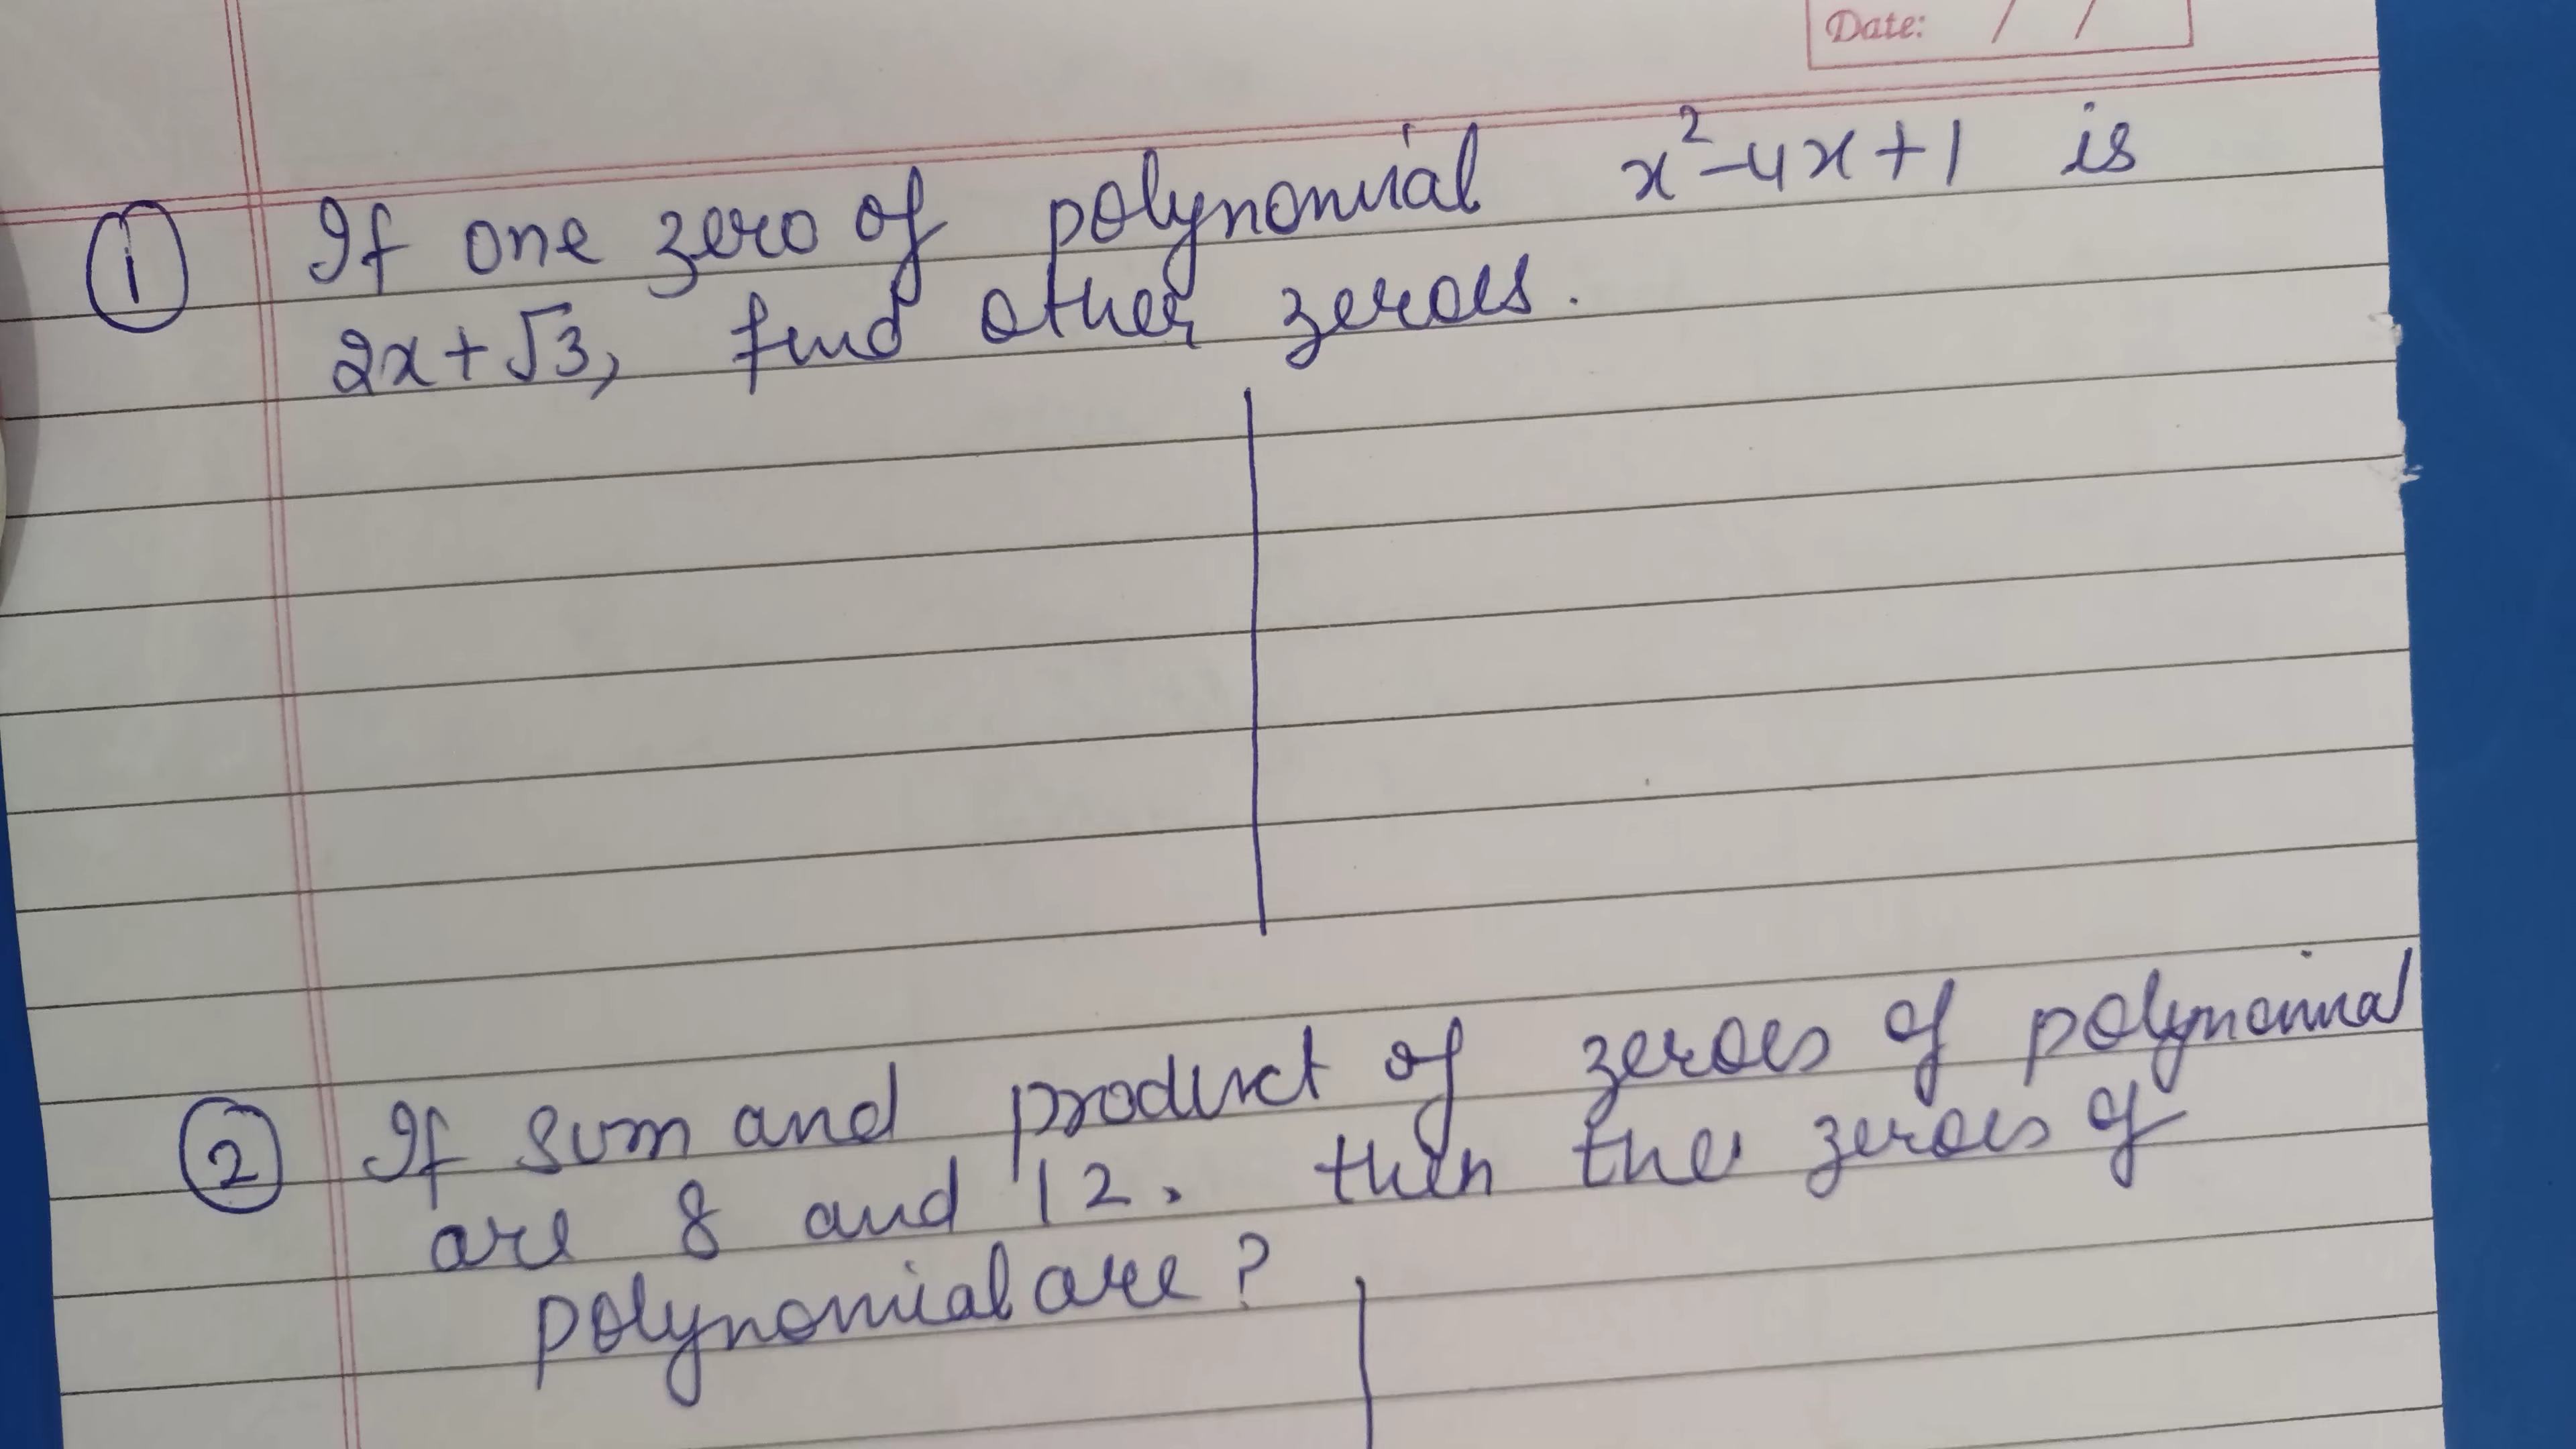 Date: / /
① If one zero of polynomial x²-4x+1 is
2x+√3, find other zeroes.
② If sum and product of zeroes of polynomial
are 8 and 12. then the zeroes of
polynomial are ?